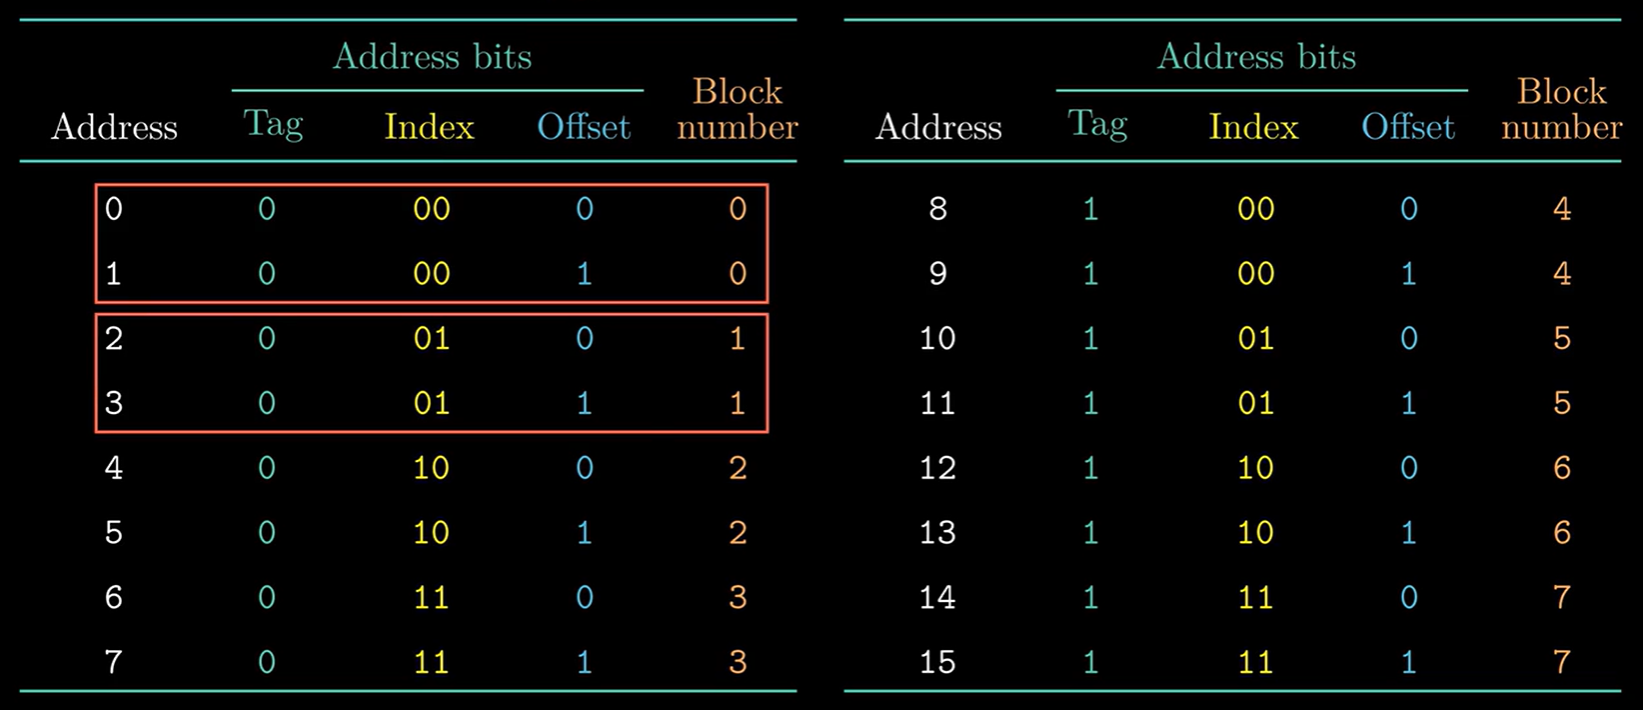 Address bits Address bits
Block Block
Address Tag Index Offset number Address Tag Index Offset number
0 0 00 0 0 8 1 00 0 4
1 0 00 1 0 9 1 00 1 4
2 0 01 0 1 10 1 01 0 5
3 0 01 1 1 11 1 01 1 5
4 0 10 0 2 12 1 10 0 6
5 0 10 1 2 13 1 10 1 6
6 0 11 0 3 14 1 11 0 7
7 0 11 1 3 15 1 11 1 7